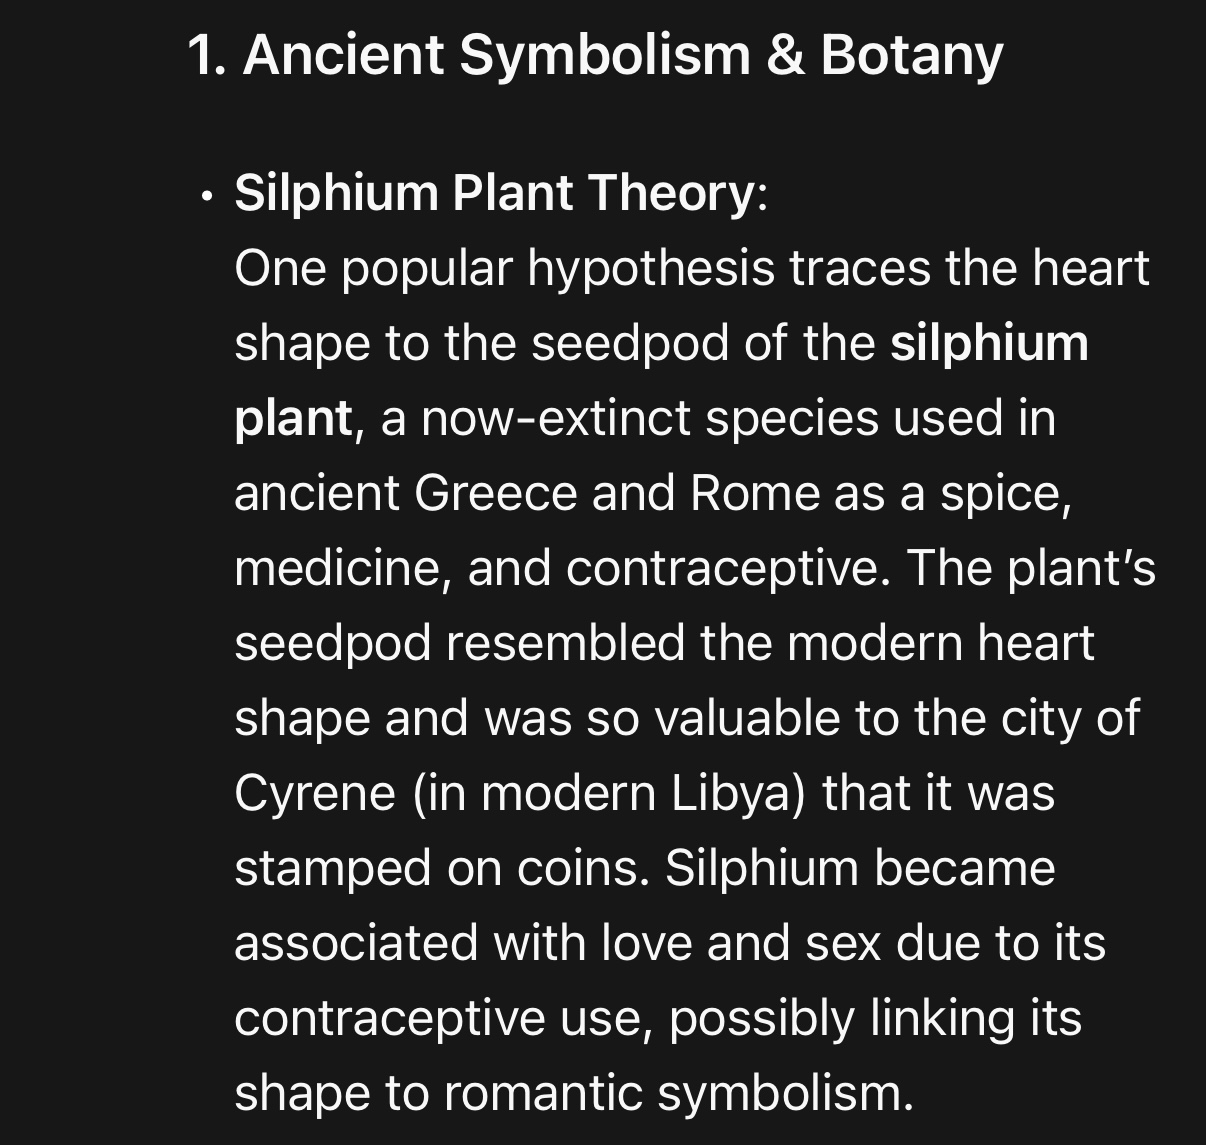 1. Ancient Symbolism & Botany
• Silphium Plant Theory:
One popular hypothesis traces the heart
shape to the seedpod of the silphium
plant, a now-extinct species used in
ancient Greece and Rome as a spice,
medicine, and contraceptive. The plant’s
seedpod resembled the modern heart
shape and was so valuable to the city of
Cyrene (in modern Libya) that it was
stamped on coins. Silphium became
associated with love and sex due to its
contraceptive use, possibly linking its
shape to romantic symbolism.